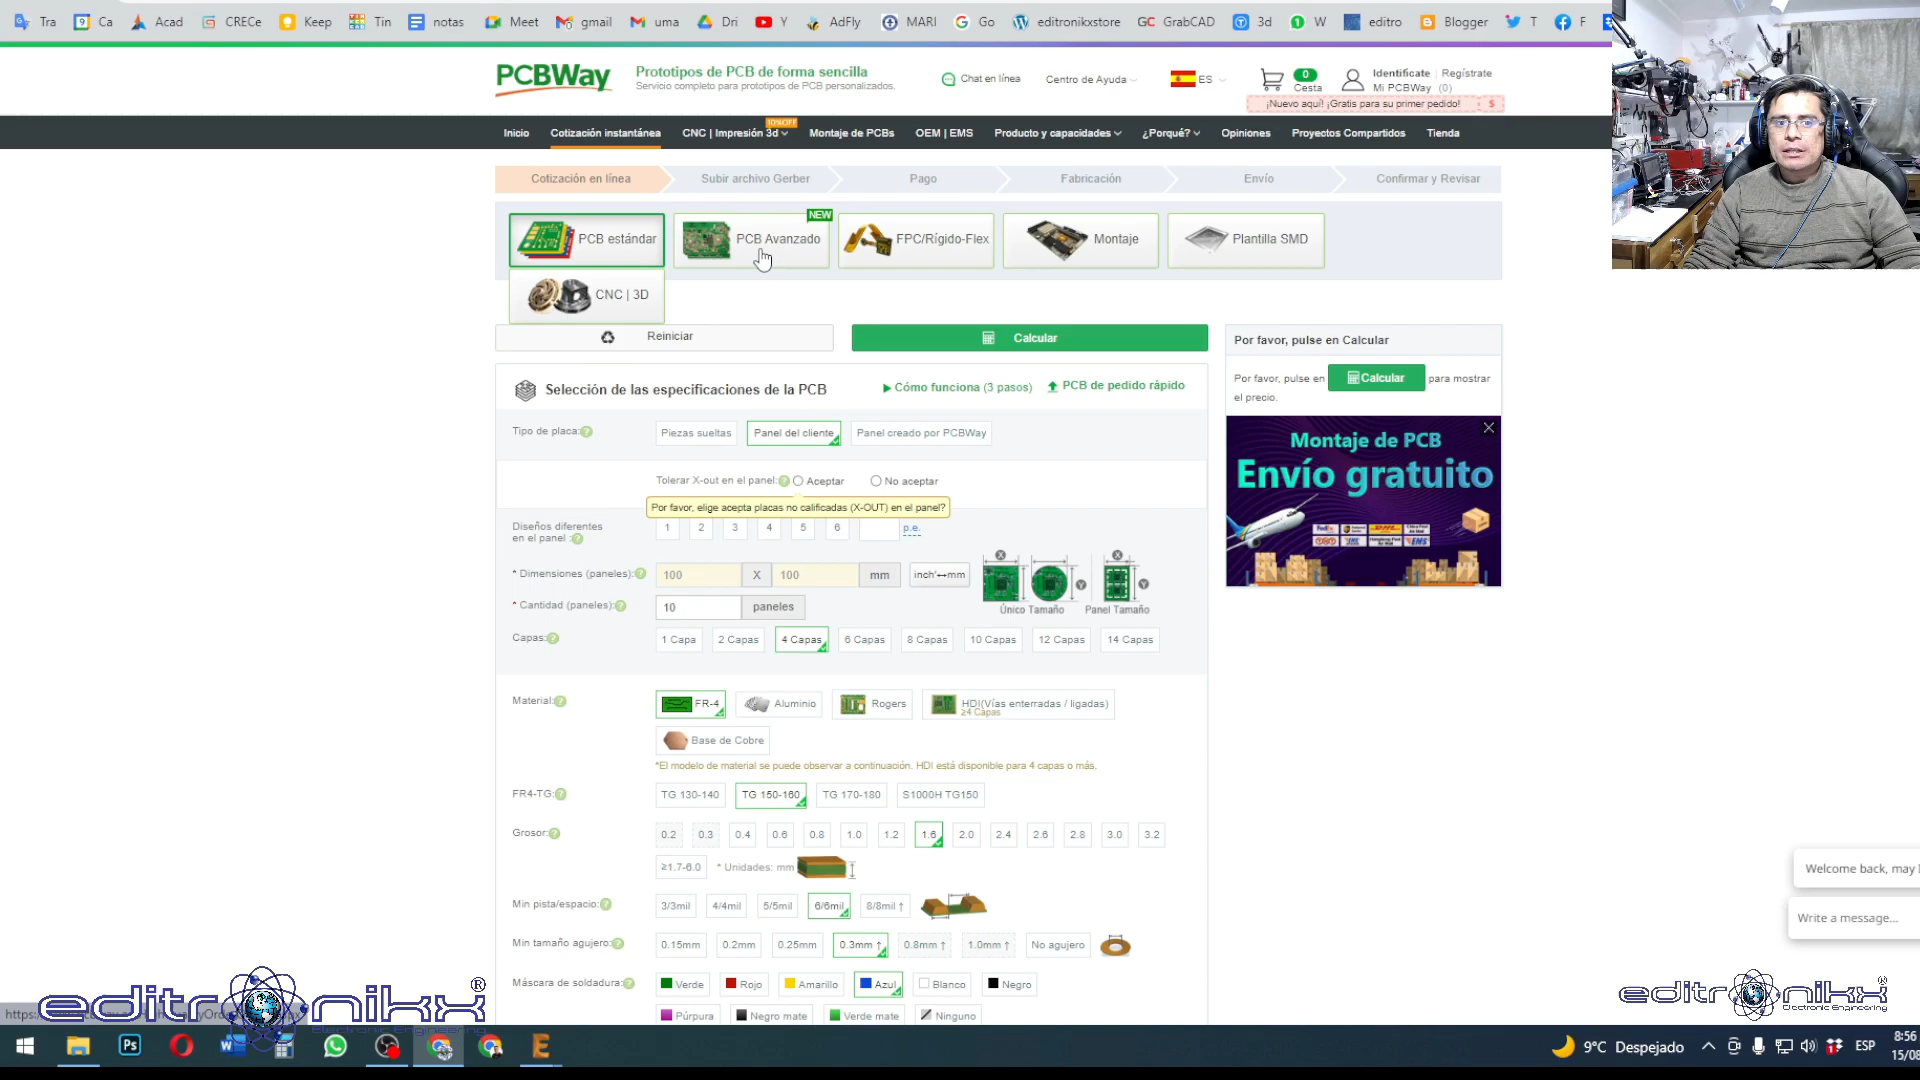 Tra Ca Acad CRECe Keep Tin notas Meet gmail uma Dri Y AdFly MARI Go editronikxstore GrabCAD 3d W editro Blogger T F
PCBWay Prototipos de PCB de forma sencilla
Servicio completo para prototipos de PCB personalizados.
Chat en línea Centro de Ayuda ES 0 Cesta
Identifícate | Regístrate
Mi PCBWay (0)
¡Nuevo aquí! ¡Gratis para su primer pedido! $
10%OFF
Inicio Cotización instantánea CNC | Impresión 3d Montaje de PCBs OEM | EMS Producto y capacidades ¿Porqué? Opiniones Proyectos Compartidos Tienda
Cotización en línea Subir archivo Gerber Pago Fabricación Envío Confirmar y Revisar
NEW
PCB estándar PCB Avanzado FPC/Rígido-Flex Montaje Plantilla SMD
CNC | 3D
Reiniciar Calcular
Por favor, pulse en Calcular
Por favor, pulse en Calcular para mostrar
el precio.
Montaje de PCB
Envío gratuito
FedEx DHL
EMS
Selección de las especificaciones de la PCB Cómo funciona (3 pasos) PCB de pedido rápido
Tipo de placa: Piezas sueltas Panel del cliente Panel creado por PCBWay
Tolerar X-out en el panel: Aceptar No aceptar
Por favor, elige acepta placas no calificadas (X-OUT) en el panel?
Diseños diferentes
en el panel : 1 2 3 4 5 6 p.e.
* Dimensiones (paneles): 100 X 100 mm inch↔mm
X X Y Y
Único Tamaño Panel Tamaño
* Cantidad (paneles): 10 paneles
Capas: 1 Capa 2 Capas 4 Capas 6 Capas 8 Capas 10 Capas 12 Capas 14 Capas
Material: FR-4 Aluminio Rogers HDI(Vías enterradas / ligadas)
≥4 Capas
Base de Cobre
*El modelo de material se puede observar a continuación. HDI está disponible para 4 capas o más.
FR4-TG: TG 130-140 TG 150-160 TG 170-180 S1000H TG150
Grosor: 0.2 0.3 0.4 0.6 0.8 1.0 1.2 1.6 2.0 2.4 2.6 2.8 3.0 3.2
≥1.7-6.0 * Unidades: mm
Min pista/espacio: 3/3mil 4/4mil 5/5mil 6/6mil 8/8mil ↑
Min tamaño agujero: 0.15mm 0.2mm 0.25mm 0.3mm ↑ 0.8mm ↑ 1.0mm ↑ No agujero
Máscara de soldadura: Verde Rojo Amarillo Azul Blanco Negro
Púrpura Negro mate Verde mate Ninguno
Welcome back, may
Write a message...
editronikx ®
Electronic Engineering
editronikx ®
Electronic Engineering
https:
9°C Despejado ESP 8:56
15/08